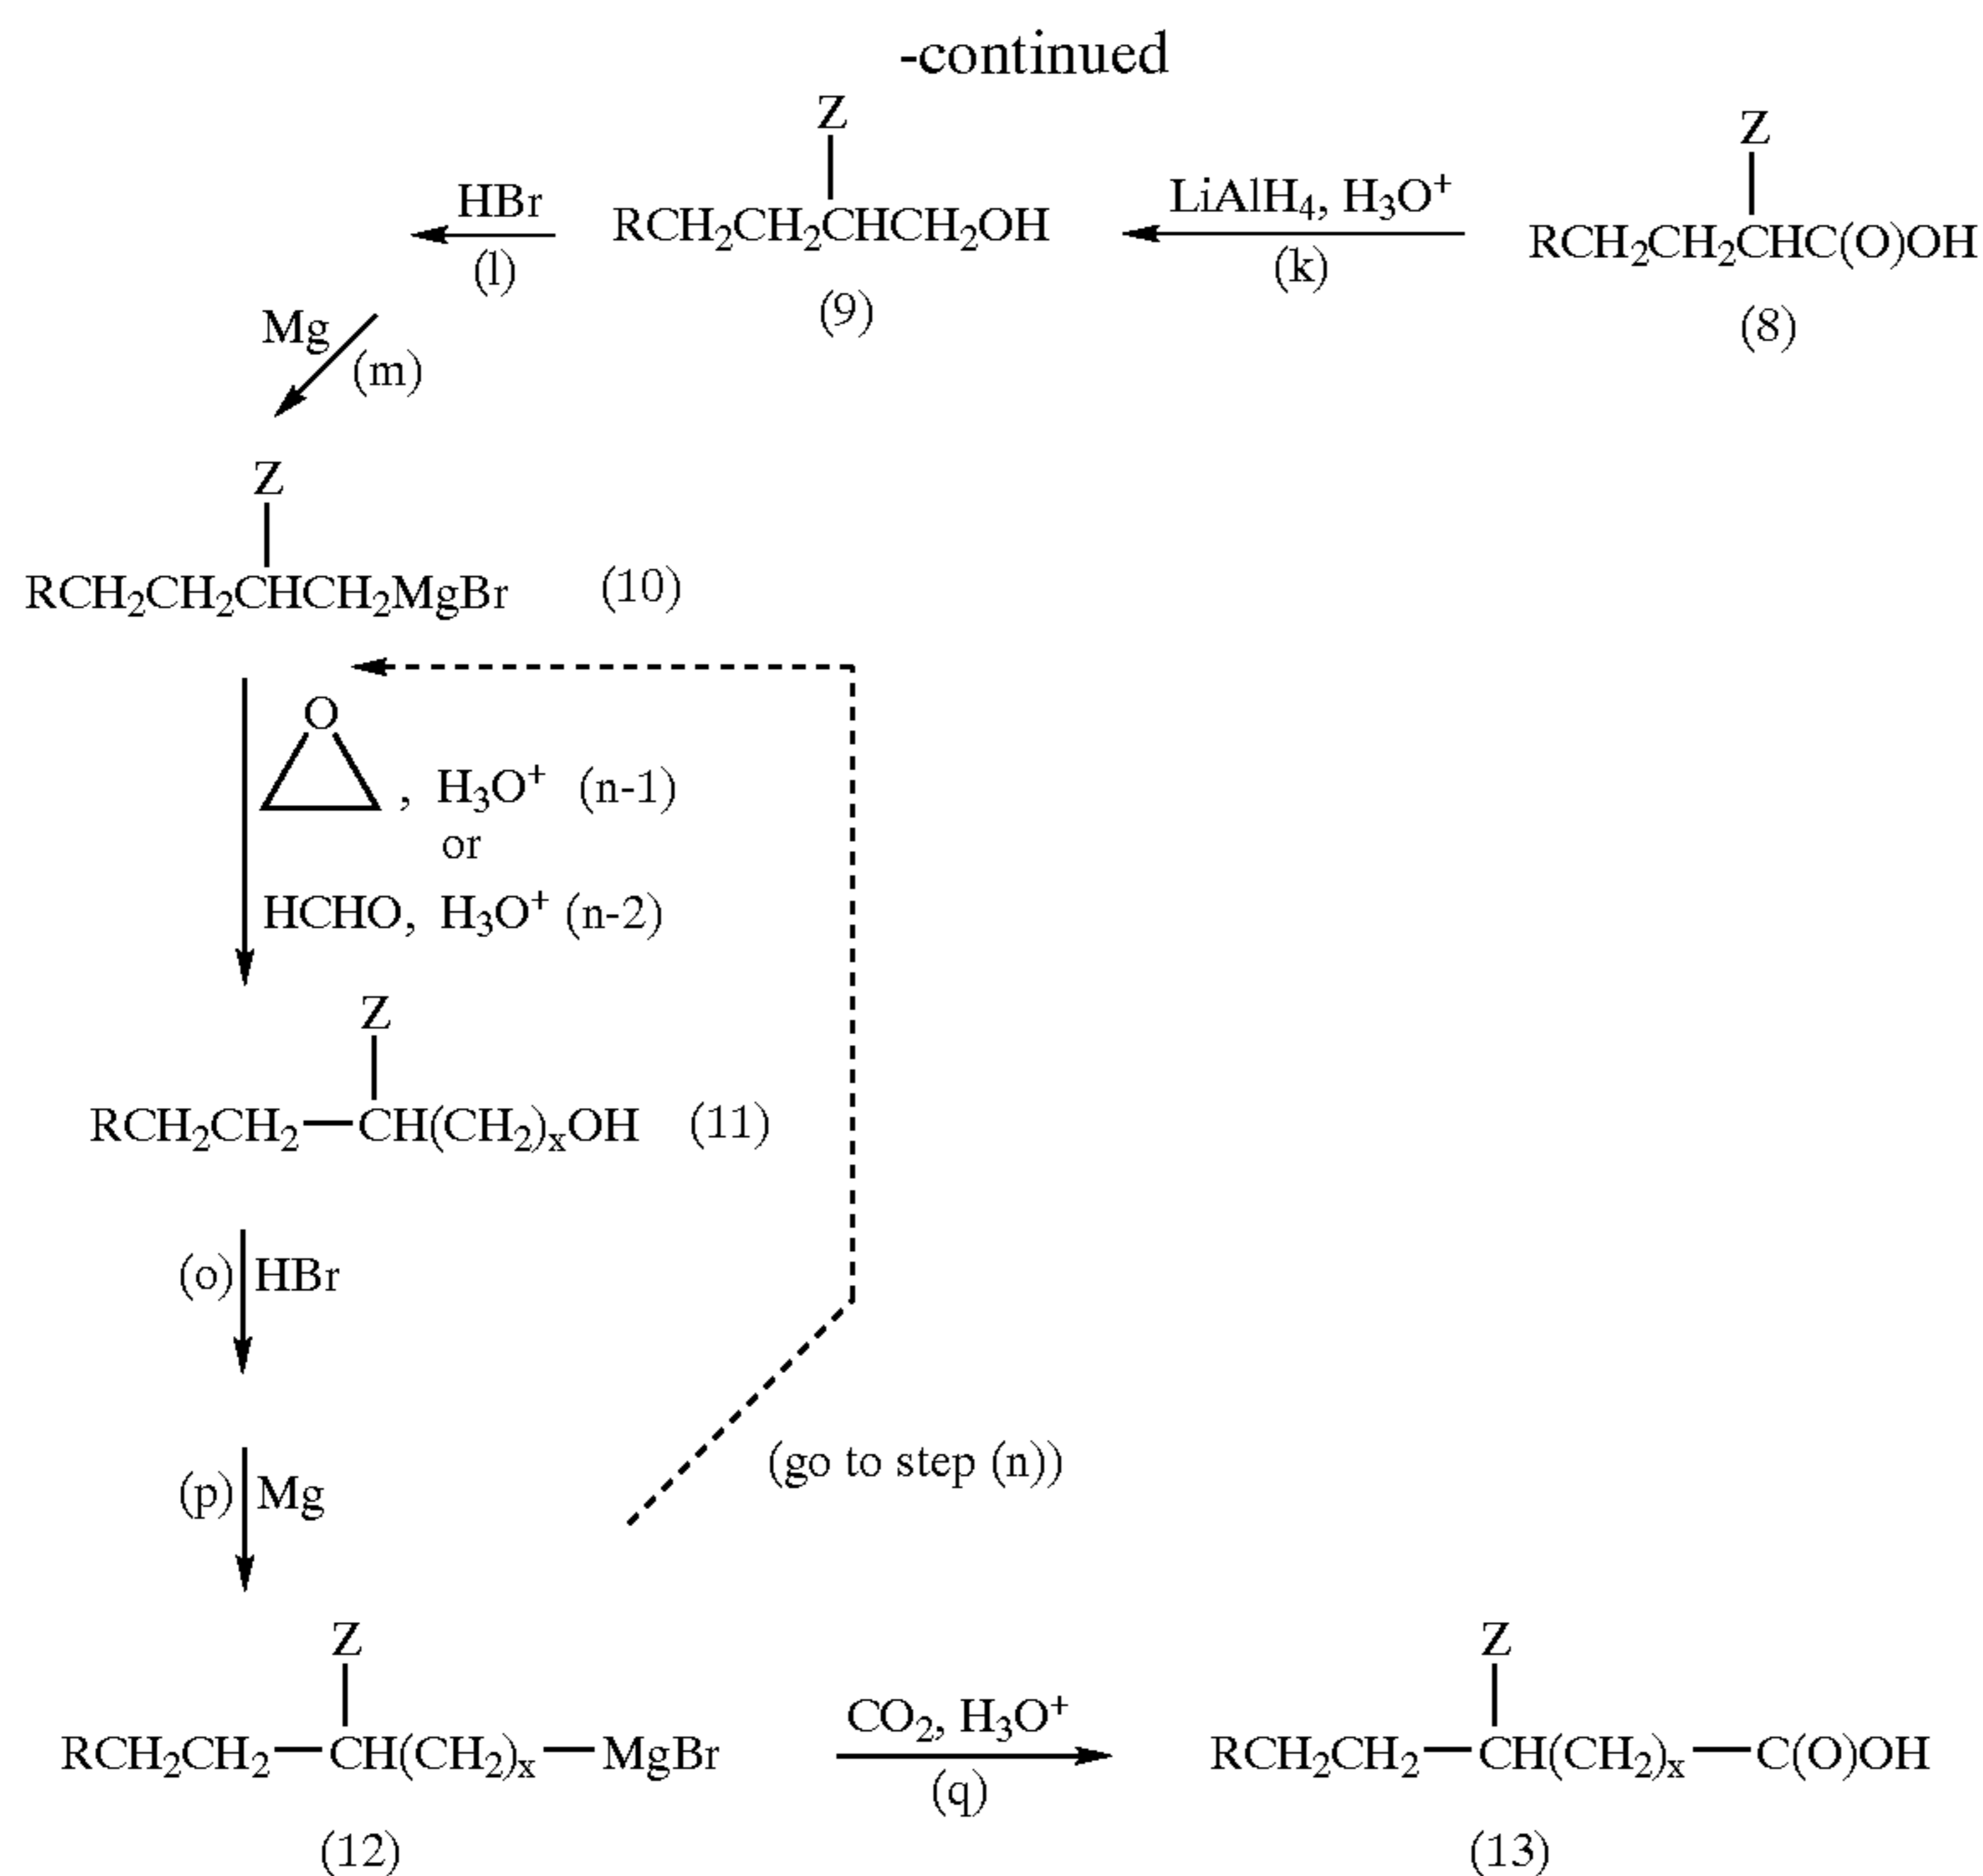 -continued
Z
RCH₂CH₂CHC(O)OH
(8)
LiAlH₄, H₃O⁺
(k)
Z
RCH₂CH₂CHCH₂OH
(9)
HBr
(l)
Mg
(m)
Z
RCH₂CH₂CHCH₂MgBr (10)
O
, H₃O⁺ (n-1)
or
HCHO, H₃O⁺ (n-2)
Z
RCH₂CH₂—CH(CH₂)ₓOH (11)
(o) HBr
(p) Mg
(go to step (n))
Z
RCH₂CH₂—CH(CH₂)ₓ—MgBr
(12)
CO₂, H₃O⁺
(q)
Z
RCH₂CH₂—CH(CH₂)ₓ—C(O)OH
(13)